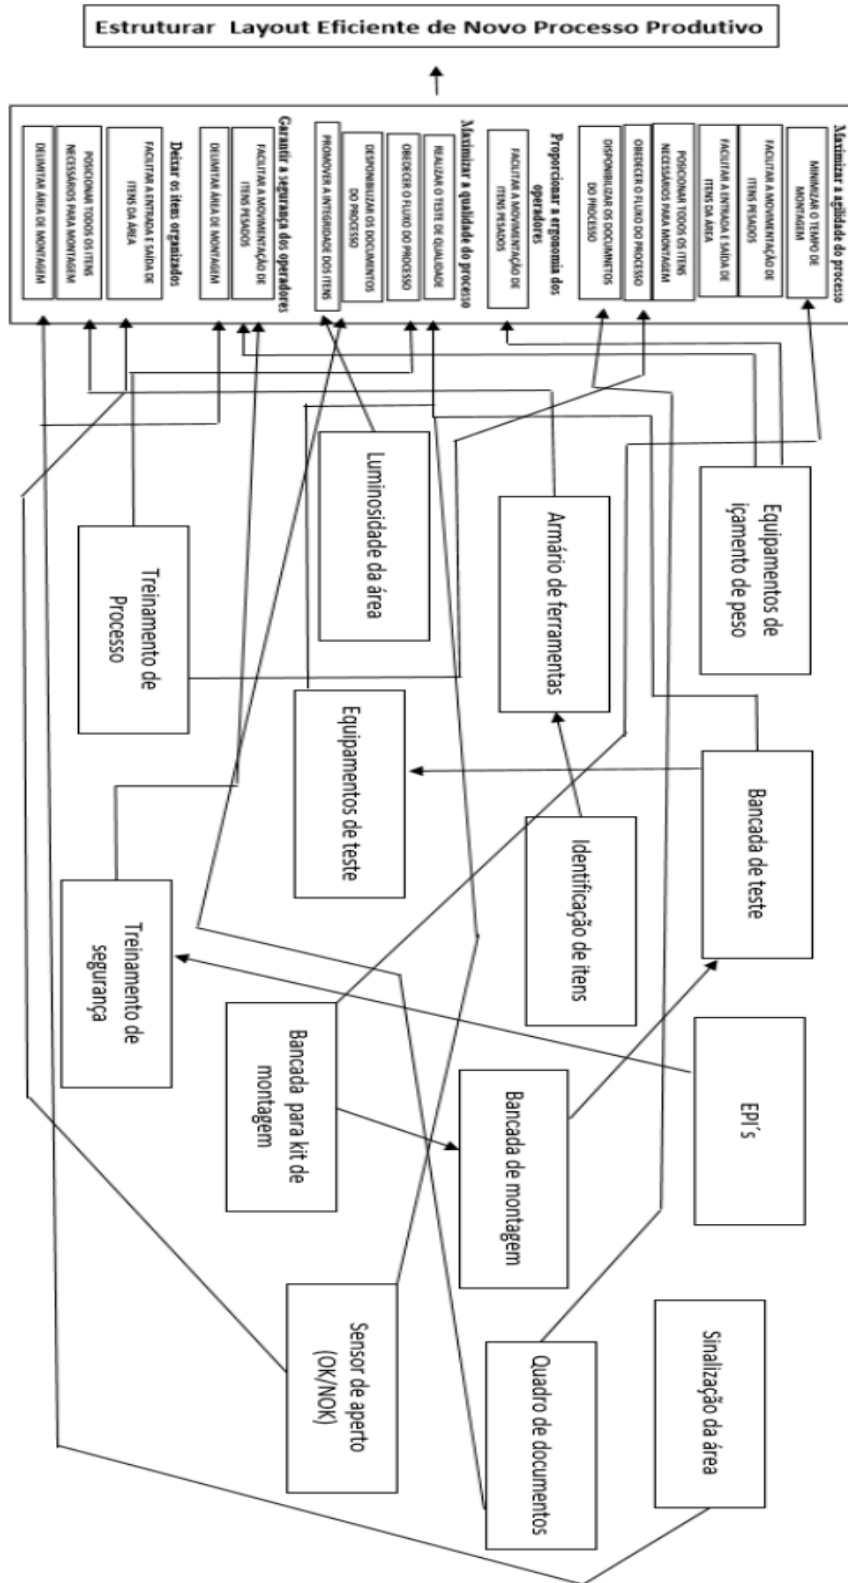 Estruturar Layout Eficiente de Novo Processo Produtivo
Maximizar a agilidade do processo
MINIMIZAR O TEMPO DE
MONTAGEM
FACILITAR A MOVIMENTAÇÃO DE
ITENS PESADOS
FACILITAR A ENTRADA E SAÍDA DE
ITENS DA ÁREA
POSICIONAR TODOS OS ITENS
NECESSÁRIOS PARA MONTAGEM
OBEDECER O FLUXO DO PROCESSO
DISPONIBILIZAR OS DOCUMNETOS
DO PROCESSO
Proporcionar a ergonomia dos
operadores
FACILITAR A MOVIMENTAÇÃO DE
ITENS PESADOS
Maximizar a qualidade do processo
REALIZAR O TESTE DE QUALIDADE
OBEDECER O FLUXO DO PROCESSO
DESPONIBILIZAR OS DOCUMENTOS
DO PROCESSO
PROMOVER A INTEGRIDADE DOS ITENS
Garantir a segurança dos operadores
FACILITAR A MOVIMENTAÇÃO DE
ITENS PESADOS
DELIMITAR ÁREA DE MONTAGEM
Deixar os itens organizados
FACILITAR A ENTRADA E SAÍDA DE
ITENS DA ÁREA
POSICIONAR TODOS OS ITENS
NECESSÁRIOS PARA MONTAGEM
DELIMITAR ÁREA DE MONTAGEM
Equipamentos de
içamento de peso
Armário de ferramentas
Luminosidade da área
Treinamento de
Processo
Bancada de teste
Identificação de itens
Equipamentos de teste
Treinamento de
segurança
EPI´s
Bancada de montagem
Bancada para kit de
montagem
Sinalização da área
Quadro de documentos
Sensor de aperto
(OK/NOK)